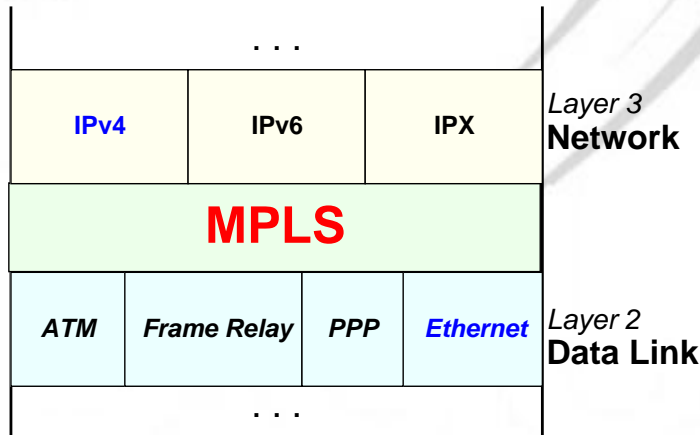 . . .
IPv4 IPv6 IPX
Layer 3
Network
MPLS
ATM Frame Relay PPP Ethernet
Layer 2
Data Link
. . .